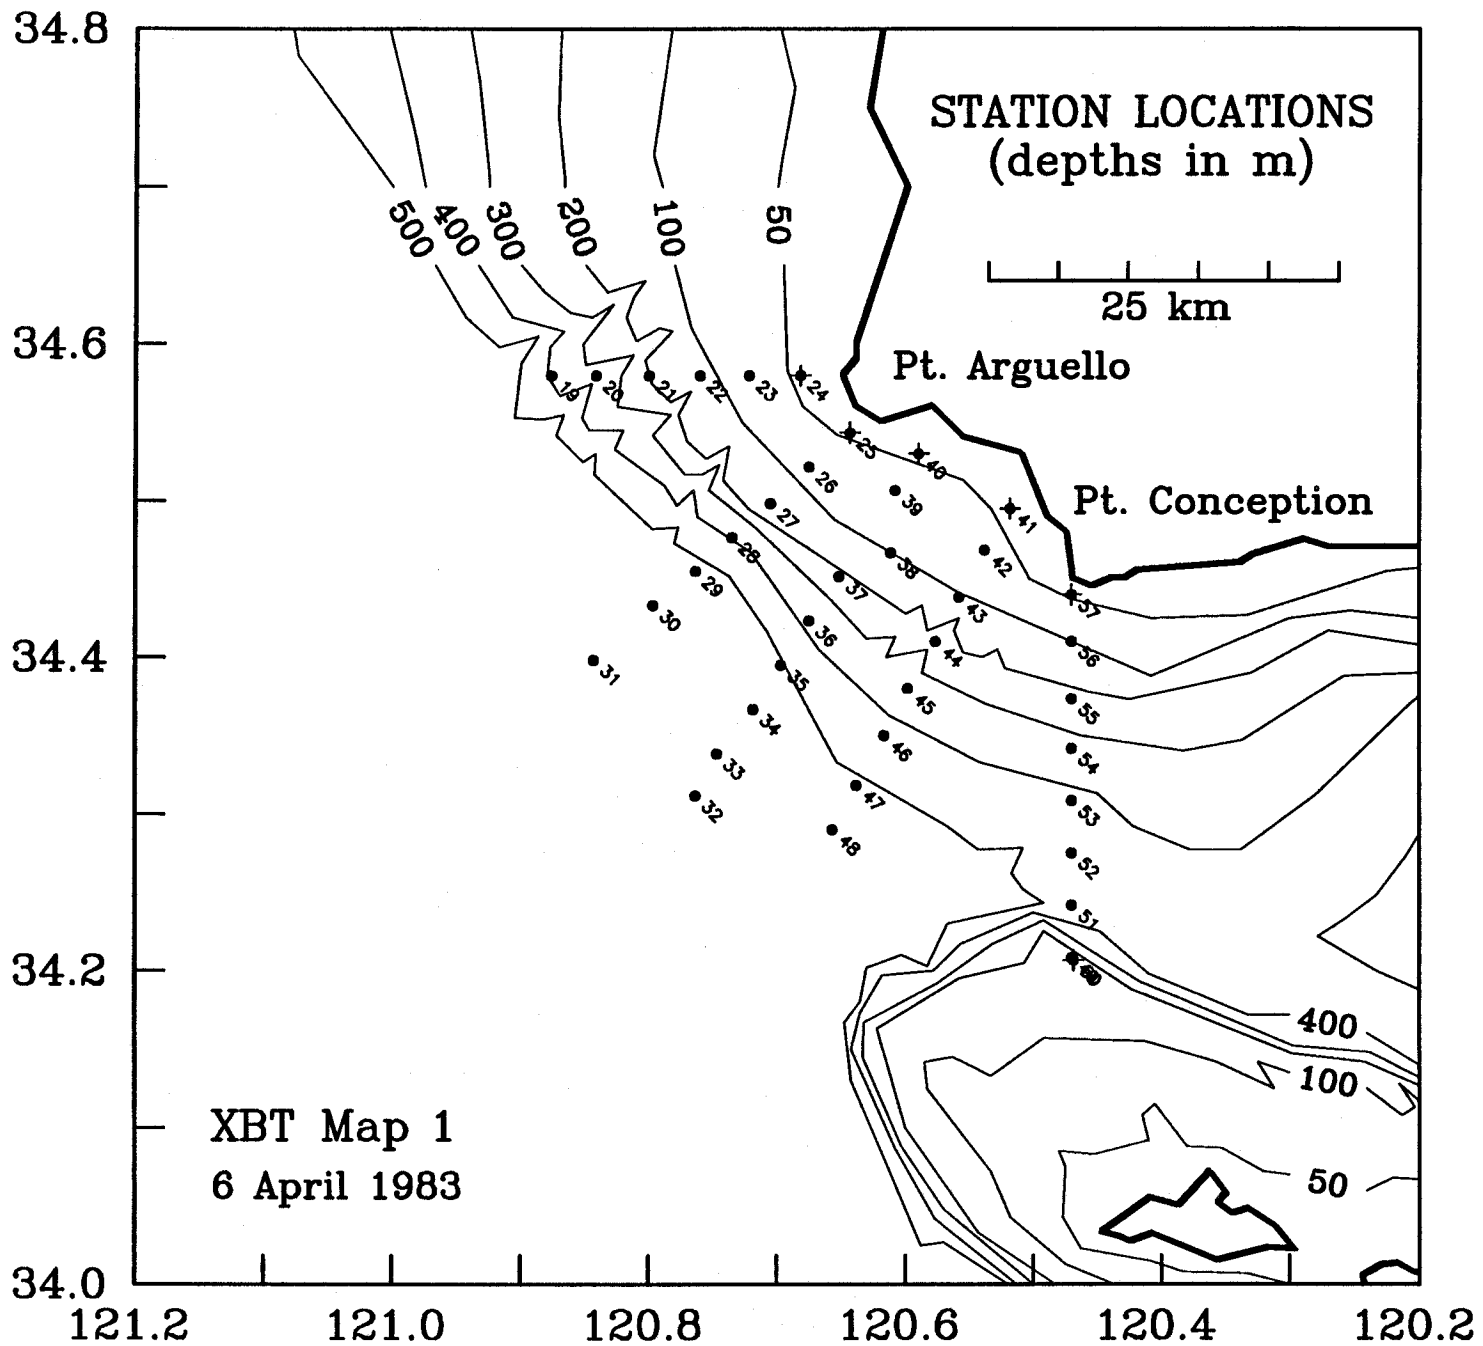 34.8
STATION LOCATIONS
(depths in m)
500 400 300 200 100 50
25 km
34.6
Pt. Arguello
19 20 21 22 23 24
25 40
26 39 41
Pt. Conception
27
28 38 42
29 37 43 57
30 36 44 56
34.4
31 35 45 55
34 46 54
33
32 47 53
48 52
51
34.2
50
400
100
XBT Map 1
50
6 April 1983
34.0
121.2 121.0 120.8 120.6 120.4 120.2